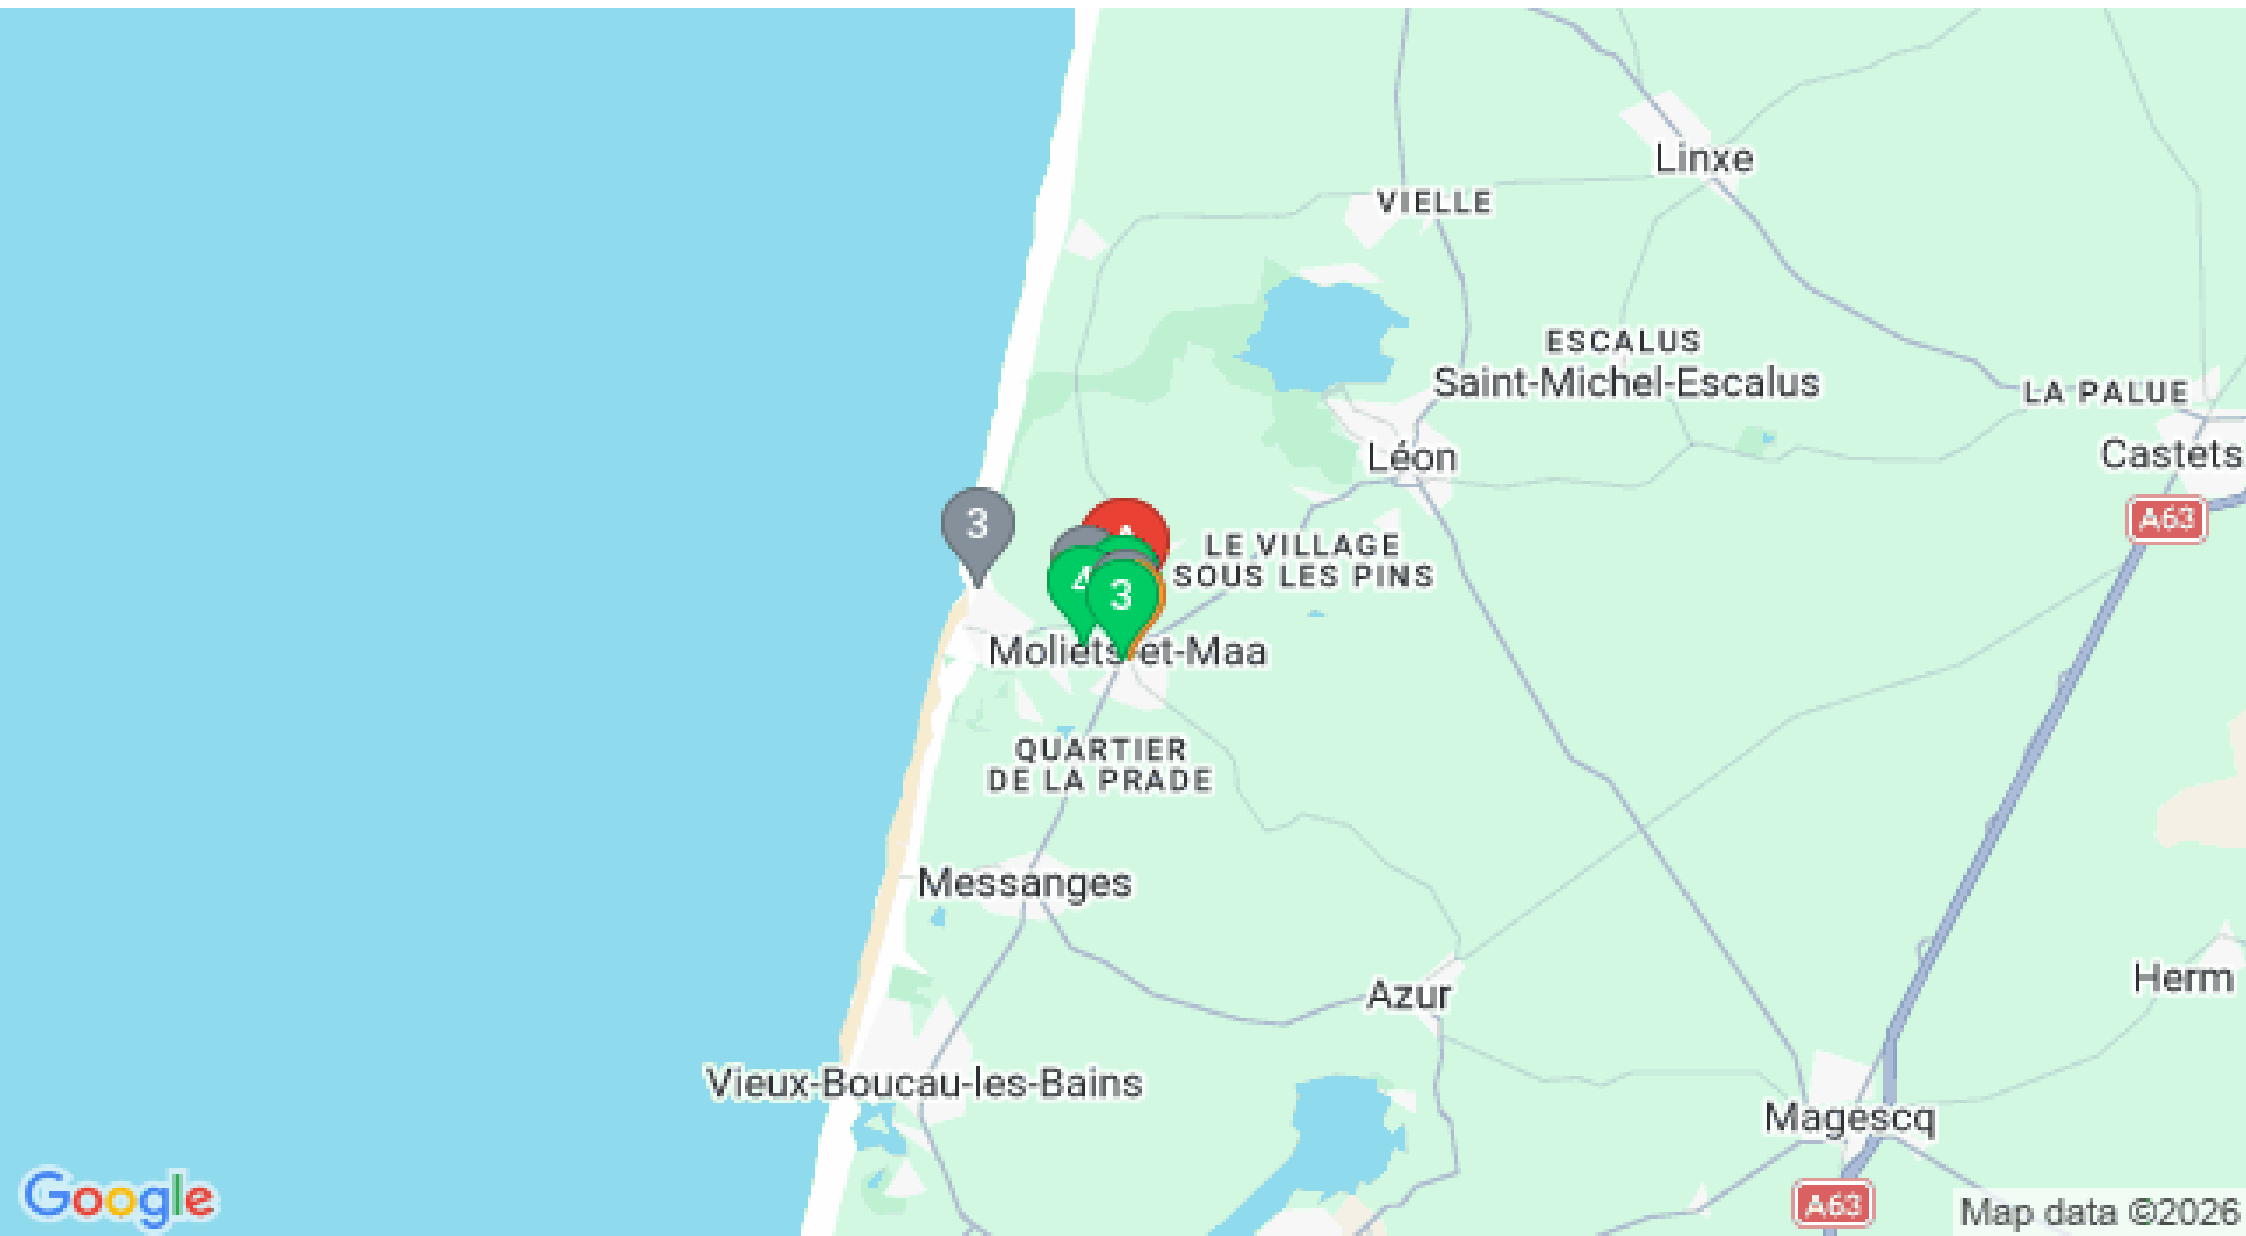 Linxe
VIELLE
ESCALUS
Saint-Michel-Escalus
LA PALUE
Léon
Castets
A63
3
LE VILLAGE
SOUS LES PINS
4
3
Moliets-et-Maa
QUARTIER
DE LA PRADE
Messanges
Azur
Herm
Vieux-Boucau-les-Bains
Magescq
A63
Google
Map data ©2026